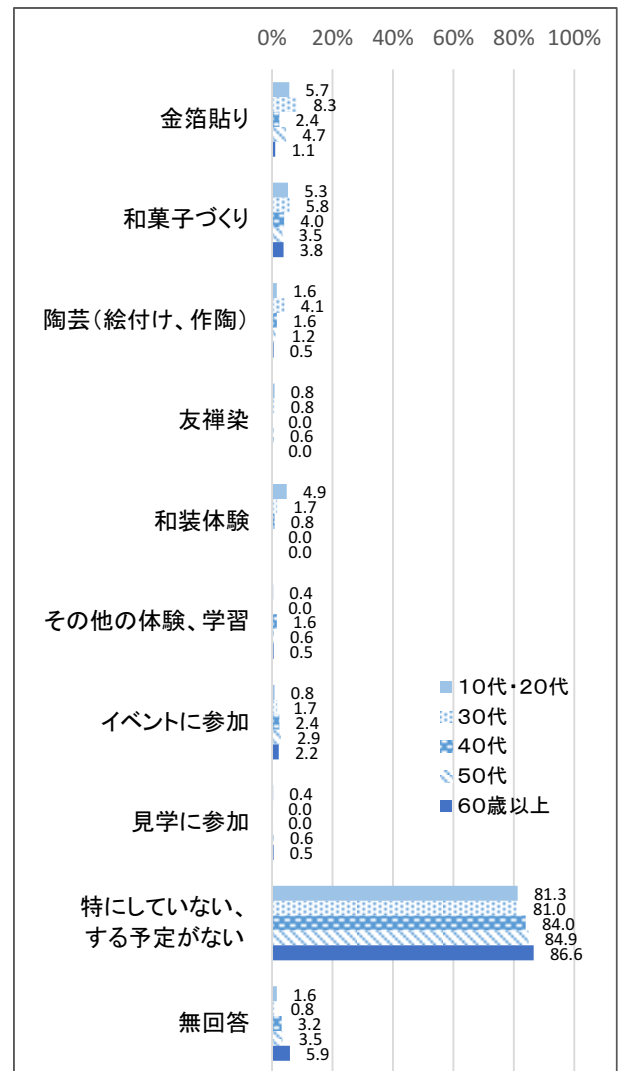 0% 20% 40% 60% 80% 100%
金箔貼り
5.7
8.3
2.4
4.7
1.1
和菓子づくり
5.3
5.8
4.0
3.5
3.8
陶芸(絵付け、作陶)
1.6
4.1
1.6
1.2
0.5
友禅染
0.8
0.8
0.0
0.6
0.0
和装体験
4.9
1.7
0.8
0.0
0.0
その他の体験、学習
0.4
0.0
1.6
0.6
0.5
イベントに参加
0.8
1.7
2.4
2.9
2.2
見学に参加
0.4
0.0
0.0
0.6
0.5
特にしていない、
する予定がない
81.3
81.0
84.0
84.9
86.6
無回答
1.6
0.8
3.2
3.5
5.9
10代・20代
30代
40代
50代
60歳以上